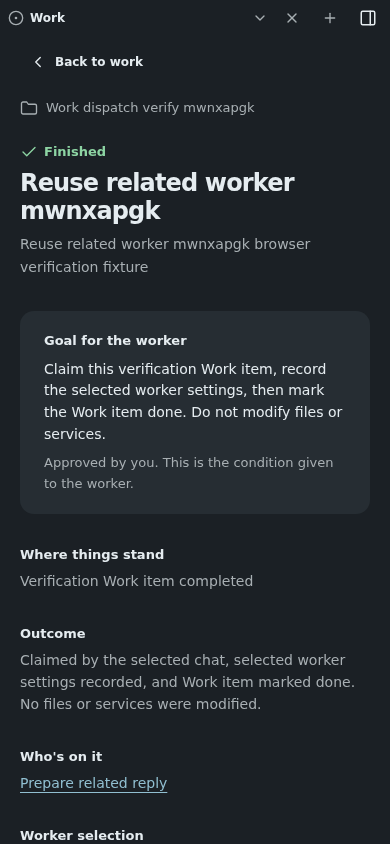 Work
Back to work
Work dispatch verify mwnxapgk
Finished
Reuse related worker
mwnxapgk
Reuse related worker mwnxapgk browser
verification fixture
Goal for the worker
Claim this verification Work item, record
the selected worker settings, then mark
the Work item done. Do not modify files or
services.
Approved by you. This is the condition given
to the worker.
Where things stand
Verification Work item completed
Outcome
Claimed by the selected chat, selected worker
settings recorded, and Work item marked done.
No files or services were modified.
Who's on it
Prepare related reply
Worker selection